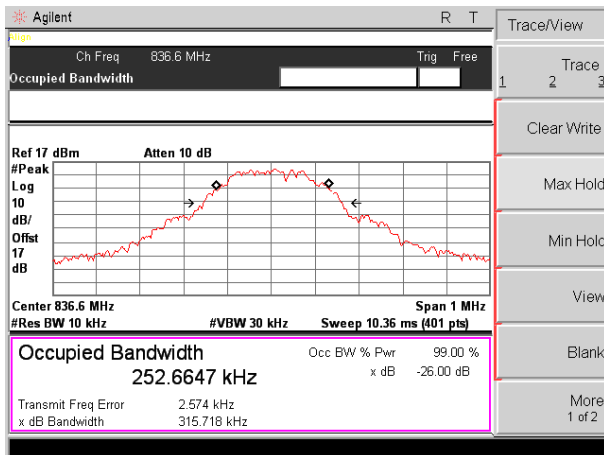 Agilent R T
Trace/View
Align
Ch Freq 836.6 MHz Trig Free
Occupied Bandwidth
Trace
1 2 3
Clear Write
Max Hold
Min Hold
View
Blank
More
1 of 2
Ref 17 dBm Atten 10 dB
#Peak
Log
10
dB/
Offst
17
dB
Center 836.6 MHz Span 1 MHz
#Res BW 10 kHz #VBW 30 kHz Sweep 10.36 ms (401 pts)
Occupied Bandwidth Occ BW % Pwr 99.00 %
252.6647 kHz x dB -26.00 dB
Transmit Freq Error 2.574 kHz
x dB Bandwidth 315.718 kHz